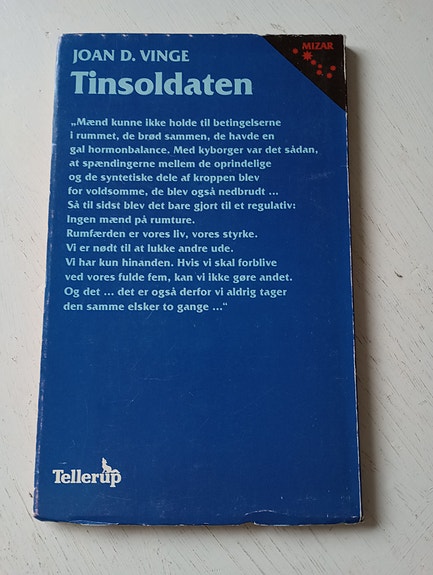 JOAN D. VINGE
MIZAR
Tinsoldaten
„Mænd kunne ikke holde til betingelserne
i rummet, de brød sammen, de havde en
gal hormonbalance. Med kyborger var det sådan,
at spændingerne mellem de oprindelige
og de syntetiske dele af kroppen blev
for voldsomme, de blev også nedbrudt ...
Så til sidst blev det bare gjort til et regulativ:
Ingen mænd på rumture.
Rumfærden er vores liv, vores styrke.
Vi er nødt til at lukke andre ude.
Vi har kun hinanden. Hvis vi skal forblive
ved vores fulde fem, kan vi ikke gøre andet.
Og det ... det er også derfor vi aldrig tager
den samme elsker to gange ...“
Tellerup